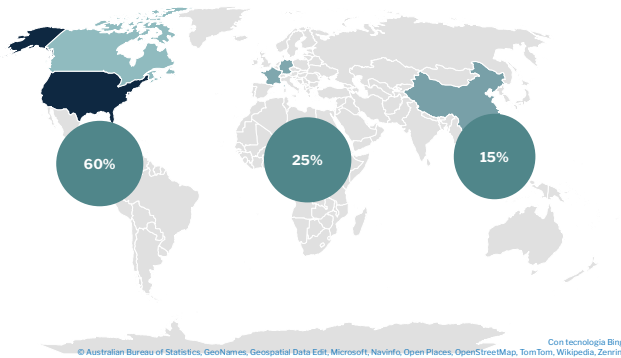 60%
25%
15%
Con tecnologia Bing
© Australian Bureau of Statistics, GeoNames, Geospatial Data Edit, Microsoft, Navinfo, Open Places, OpenStreetMap, TomTom, Wikipedia, Zenrin